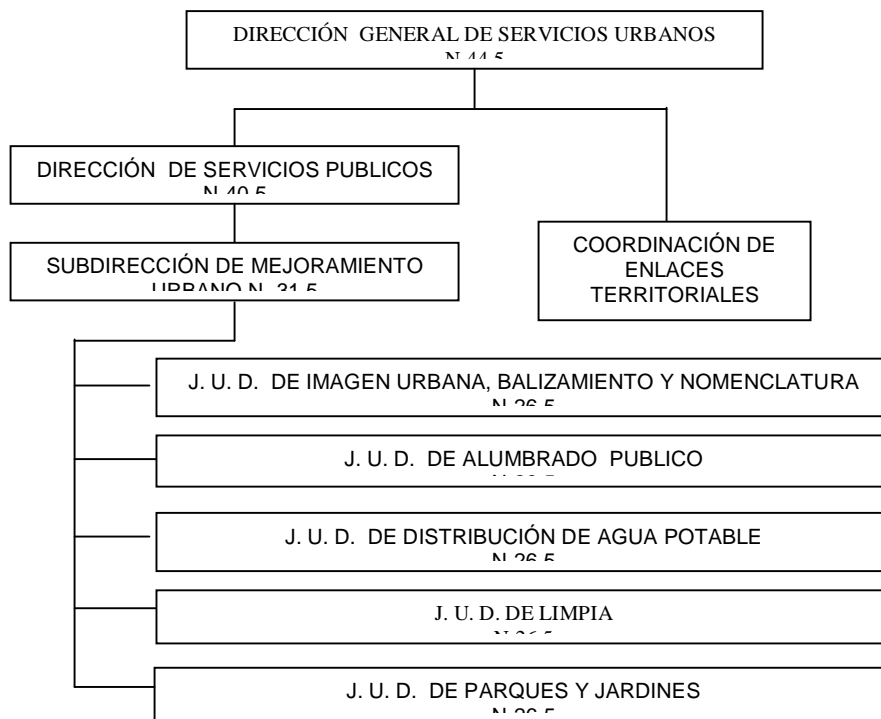 DIRECCIÓN GENERAL DE SERVICIOS URBANOS
N 44.5
DIRECCIÓN DE SERVICIOS PUBLICOS
N 40.5
SUBDIRECCIÓN DE MEJORAMIENTO
URBANO N. 31.5
COORDINACIÓN DE
ENLACES
TERRITORIALES
J. U. D. DE IMAGEN URBANA, BALIZAMIENTO Y NOMENCLATURA
N 26.5
J. U. D. DE ALUMBRADO PUBLICO
J. U. D. DE DISTRIBUCIÓN DE AGUA POTABLE
N 26.5
J. U. D. DE LIMPIA
N 26.5
J. U. D. DE PARQUES Y JARDINES
N 26.5